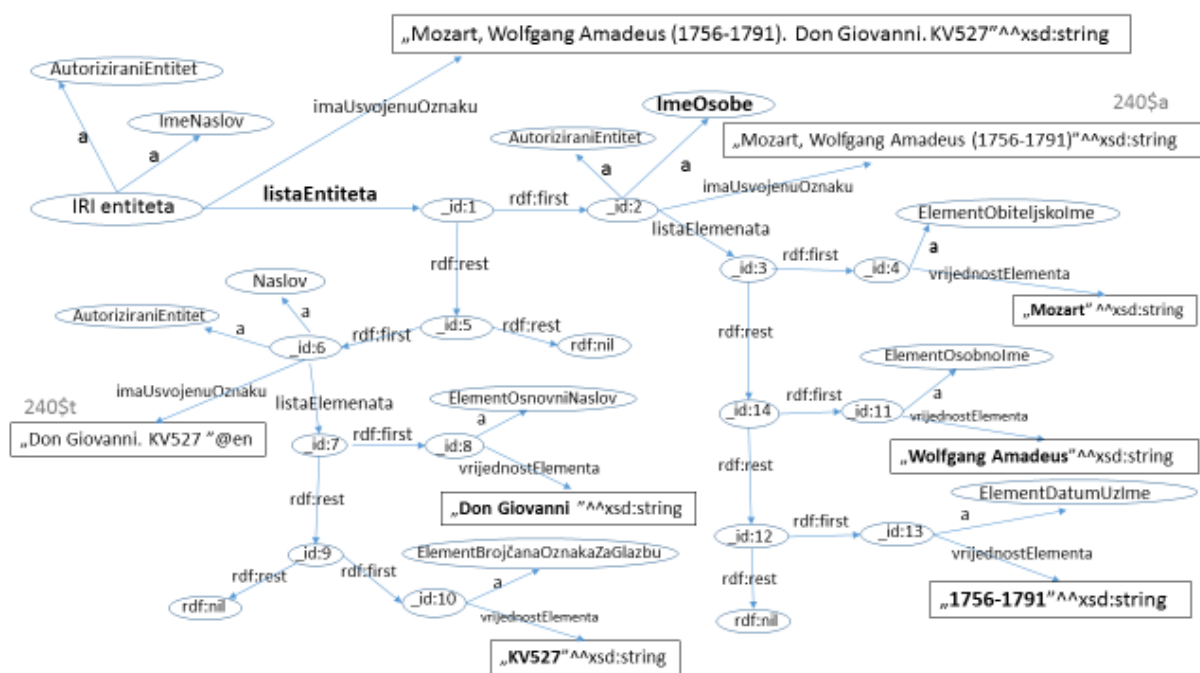 „Mozart, Wolfgang Amadeus (1756-1791). Don Giovanni. KV527”^^xsd:string
AutoriziraniEntitet
imaUsvojenuOznaku
ImeOsobe
240$a
ImeNaslov
AutoriziraniEntitet
„Mozart, Wolfgang Amadeus (1756-1791)”^^xsd:string
a
a
a
a
imaUsvojenuOznaku
IRI entiteta
listaEntiteta
_id:1
rdf:first
_id:2
ElementObiteljskoIme
listaElemenata
a
rdf:rest
_id:3
rdf:first
_id:4
vrijednostElementa
Naslov
„Mozart” ^^xsd:string
a
AutoriziraniEntitet
a
_id:6
rdf:first
_id:5
rdf:rest
rdf:nil
rdf:rest
ElementOsobnoIme
a
imaUsvojenuOznaku
240$t
listaElemenata
ElementOsnovniNaslov
a
_id:14
rdf:first
_id:11
vrijednostElementa
„Don Giovanni. KV527 ”@en
_id:7
rdf:first
_id:8
vrijednostElementa
„Wolfgang Amadeus”^^xsd:string
rdf:rest
rdf:rest
„Don Giovanni ”^^xsd:string
ElementDatumUzIme
a
_id:12
rdf:first
_id:13
vrijednostElementa
_id:9
ElementBrojčanaOznakaZaGlazbu
rdf:rest
rdf:first
a
rdf:rest
rdf:nil
_id:10
vrijednostElementa
„1756-1791”^^xsd:string
rdf:nil
„KV527”^^xsd:string